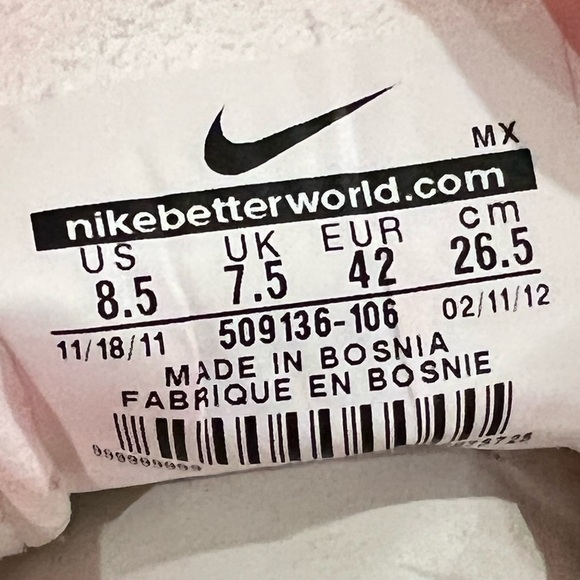 MX
nikebetterworld.com
US UK EUR cm
8.5 7.5 42 26.5
11/18/11 509136-106 02/11/12
MADE IN BOSNIA
FABRIQUE EN BOSNIE